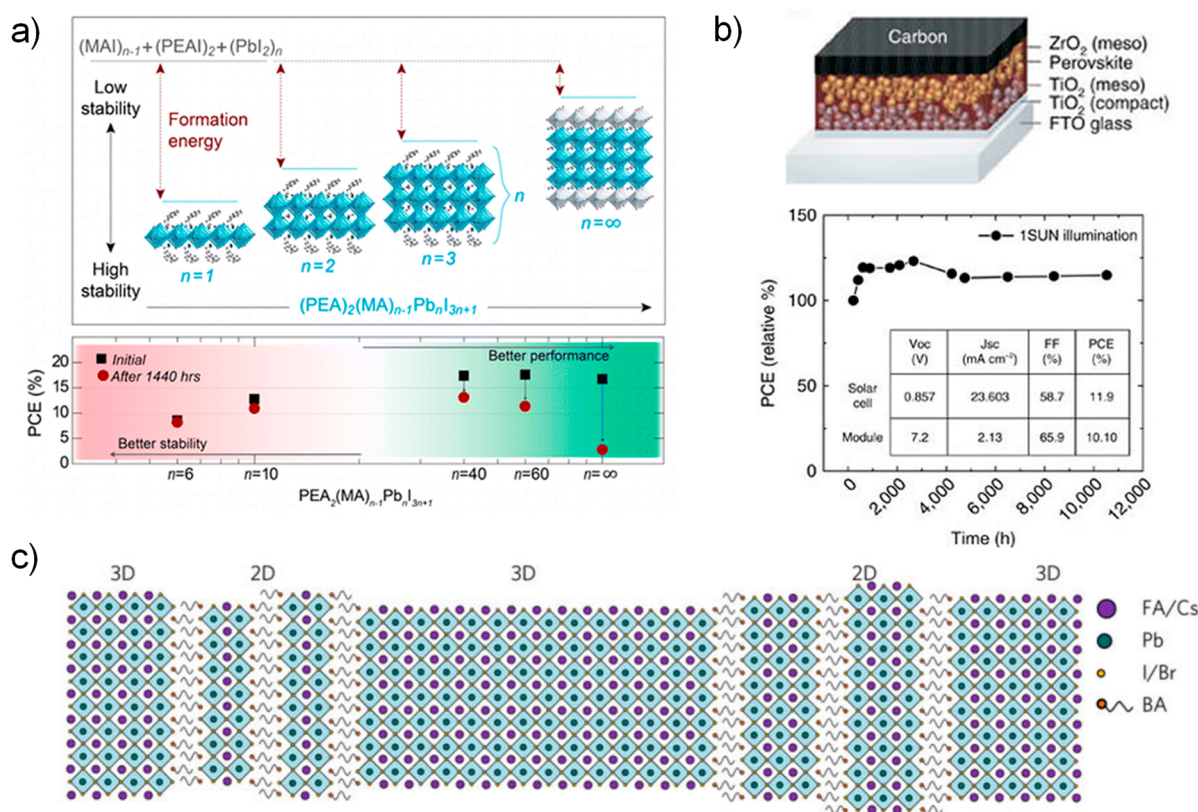 a)
(MAI)n-1+(PEAI)2+(PbI2)n
Low
stability
Formation
energy
High
stability
n=1
n=2
n=3
n
n=∞
(PEA)2(MA)n-1PbnI3n+1
PCE (%)
20
15
10
5
0
Initial
After 1440 hrs
Better performance
Better stability
n=6
n=10
n=40
n=60
n=∞
PEA2(MA)n-1PbnI3n+1
b)
Carbon
ZrO2 (meso)
Perovskite
TiO2 (meso)
TiO2 (compact)
FTO glass
PCE (relative %)
150
100
50
0
1SUN illumination
Voc (V) Jsc (mA cm−2) FF (%) PCE (%)
Solar cell 0.857 23.603 58.7 11.9
Module 7.2 2.13 65.9 10.10
0 2,000 4,000 6,000 8,000 10,000 12,000
Time (h)
c)
3D 2D 3D 2D 3D
FA/Cs
Pb
I/Br
BA